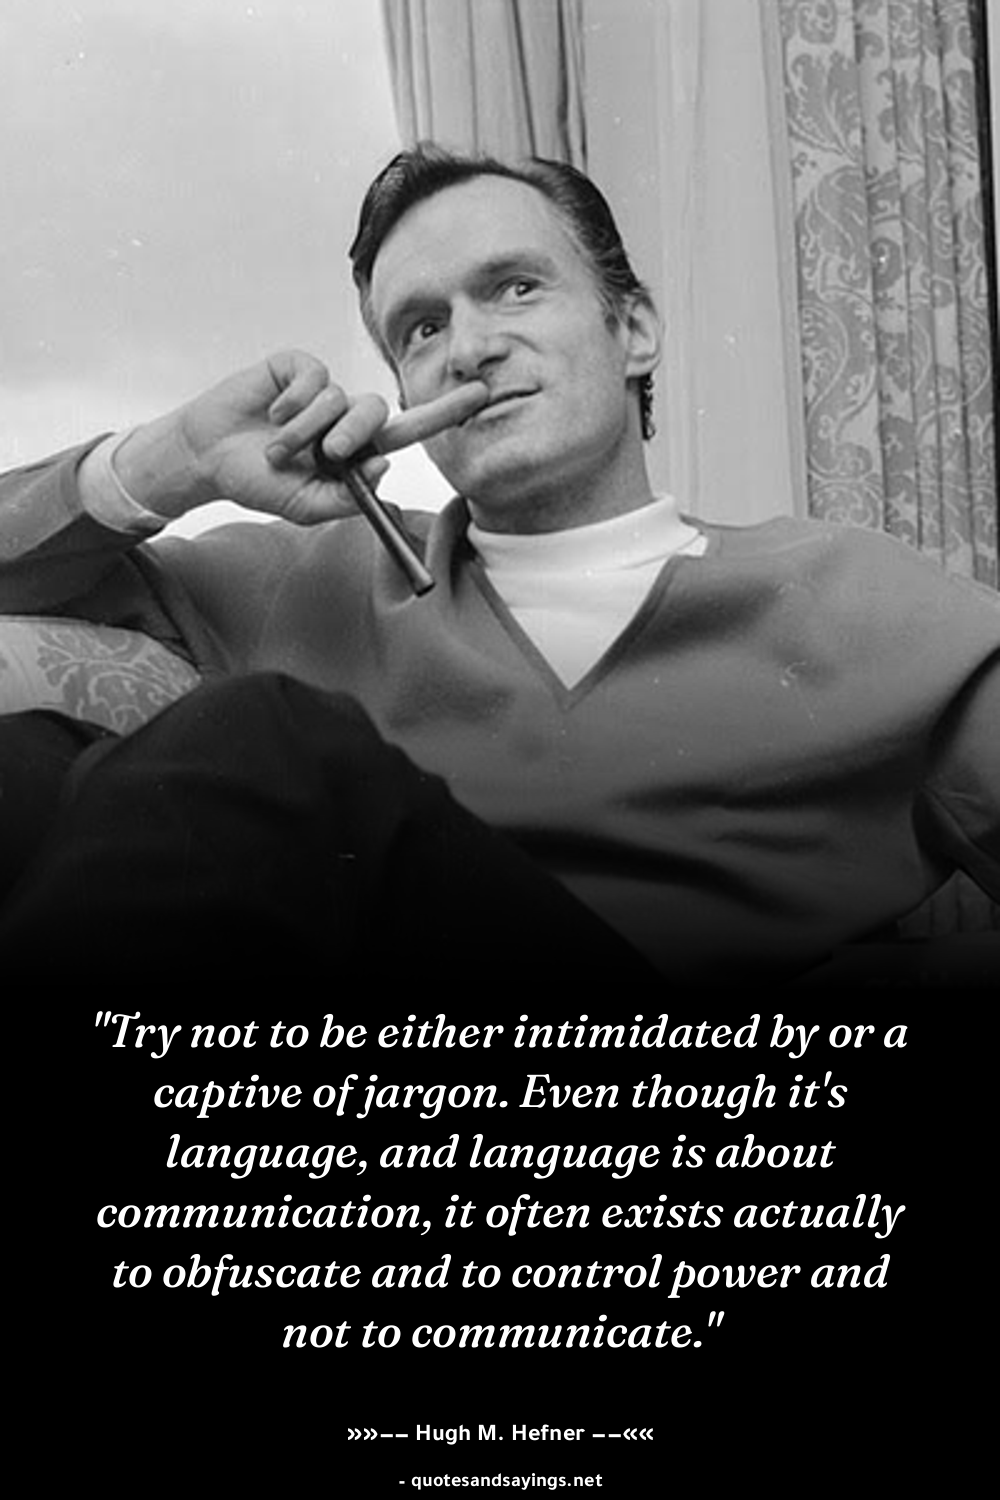 "Try not to be either intimidated by or a
captive of jargon. Even though it's
language, and language is about
communication, it often exists actually
to obfuscate and to control power and
not to communicate."
»»−− Hugh M. Hefner −−««
- quotesandsayings.net